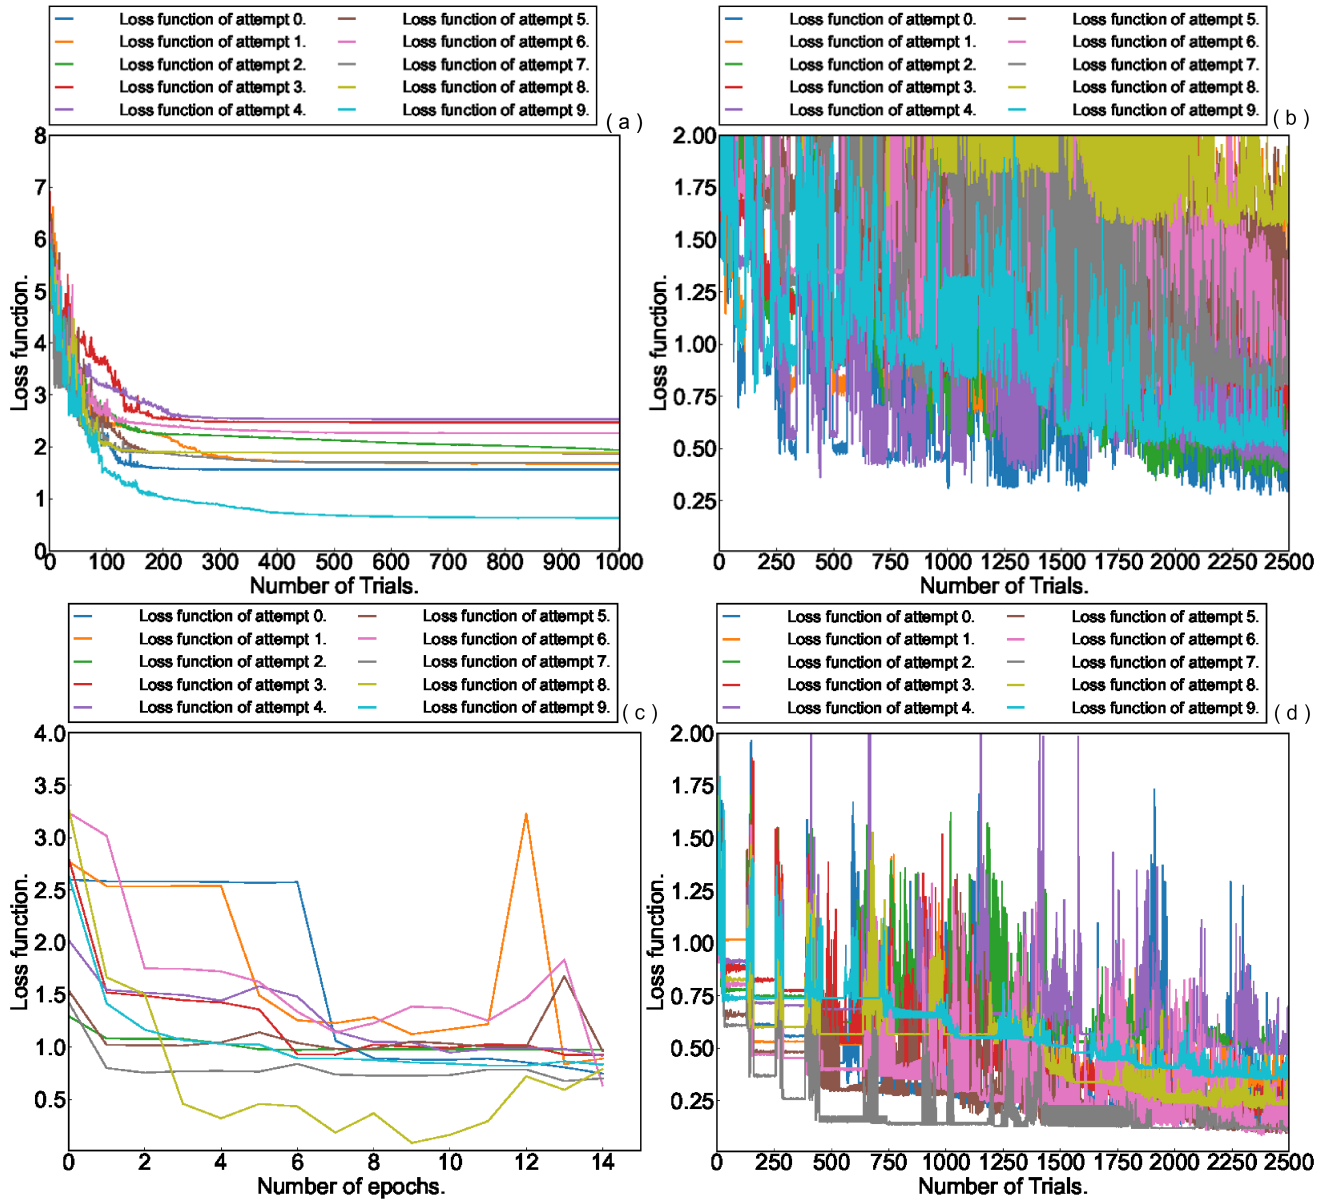 Loss function of attempt 0. Loss function of attempt 5.
Loss function of attempt 1. Loss function of attempt 6.
Loss function of attempt 2. Loss function of attempt 7.
Loss function of attempt 3. Loss function of attempt 8.
Loss function of attempt 4. Loss function of attempt 9.
( a )
8
7
6
5
4
3
2
1
0
Loss function.
0 100 200 300 400 500 600 700 800 900 1000
Number of Trials.
Loss function of attempt 0. Loss function of attempt 5.
Loss function of attempt 1. Loss function of attempt 6.
Loss function of attempt 2. Loss function of attempt 7.
Loss function of attempt 3. Loss function of attempt 8.
Loss function of attempt 4. Loss function of attempt 9.
( b )
2.00
1.75
1.50
1.25
1.00
0.75
0.50
0.25
Loss function.
0 250 500 750 1000 1250 1500 1750 2000 2250 2500
Number of Trials.
Loss function of attempt 0. Loss function of attempt 5.
Loss function of attempt 1. Loss function of attempt 6.
Loss function of attempt 2. Loss function of attempt 7.
Loss function of attempt 3. Loss function of attempt 8.
Loss function of attempt 4. Loss function of attempt 9.
( c )
4.0
3.5
3.0
2.5
2.0
1.5
1.0
0.5
Loss function.
0 2 4 6 8 10 12 14
Number of epochs.
Loss function of attempt 0. Loss function of attempt 5.
Loss function of attempt 1. Loss function of attempt 6.
Loss function of attempt 2. Loss function of attempt 7.
Loss function of attempt 3. Loss function of attempt 8.
Loss function of attempt 4. Loss function of attempt 9.
( d )
2.00
1.75
1.50
1.25
1.00
0.75
0.50
0.25
Loss function.
0 250 500 750 1000 1250 1500 1750 2000 2250 2500
Number of Trials.